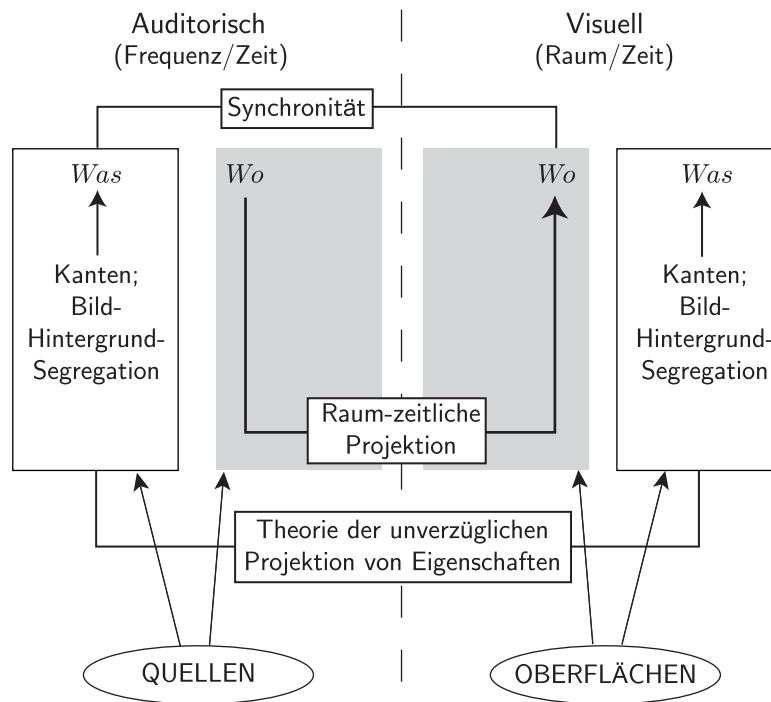 Auditorisch
(Frequenz/Zeit)
Visuell
(Raum/Zeit)
Synchronität
Was
Kanten;
Bild-
Hintergrund-
Segregation
Wo
Wo
Was
Kanten;
Bild-
Hintergrund-
Segregation
Raum-zeitliche
Projektion
Theorie der unverzüglichen
Projektion von Eigenschaften
QUELLEN
OBERFLÄCHEN